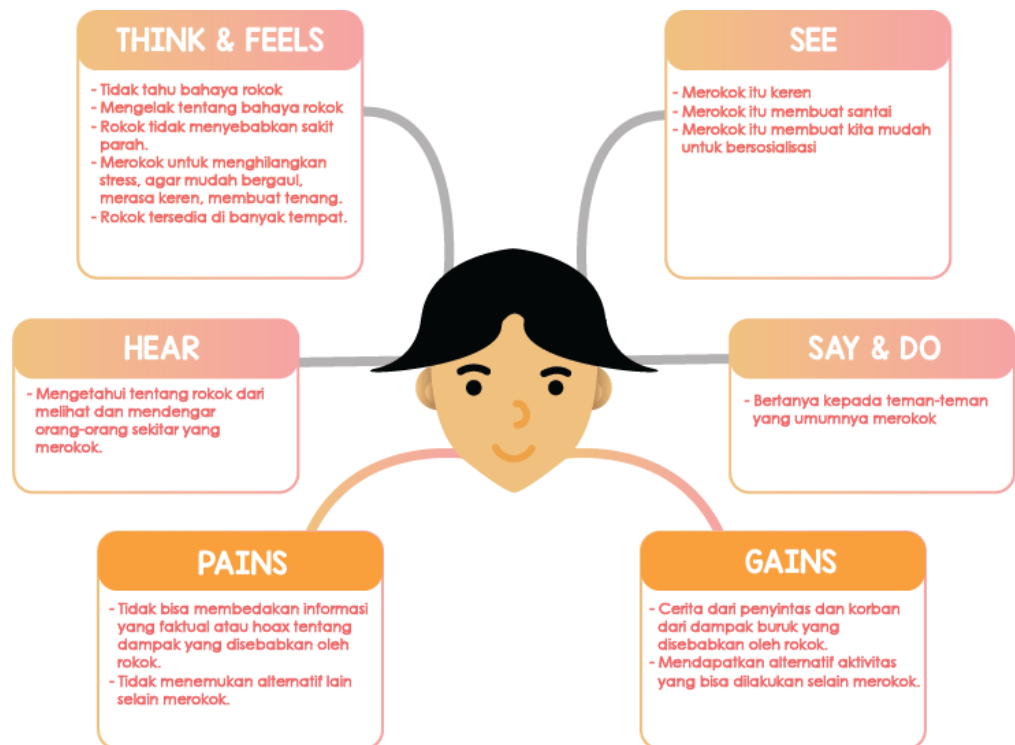 THINK & FEELS
- Tidak tahu bahaya rokok
- Mengelak tentang bahaya rokok
- Rokok tidak menyebabkan sakit
parah.
- Merokok untuk menghilangkan
stress, agar mudah bergaul,
merasa keren, membuat tenang.
- Rokok tersedia di banyak tempat.
SEE
- Merokok itu keren
- Merokok itu membuat santai
- Merokok itu membuat kita mudah
untuk bersosialisasi
HEAR
- Mengetahui tentang rokok dari
melihat dan mendengar
orang-orang sekitar yang
merokok.
SAY & DO
- Bertanya kepada teman-teman
yang umumnya merokok
PAINS
- Tidak bisa membedakan informasi
yang faktual atau hoax tentang
dampak yang disebabkan oleh
rokok.
- Tidak menemukan alternatif lain
selain merokok.
GAINS
- Cerita dari penyintas dan korban
dari dampak buruk yang
disebabkan oleh rokok.
- Mendapatkan alternatif aktivitas
yang bisa dilakukan selain merokok.